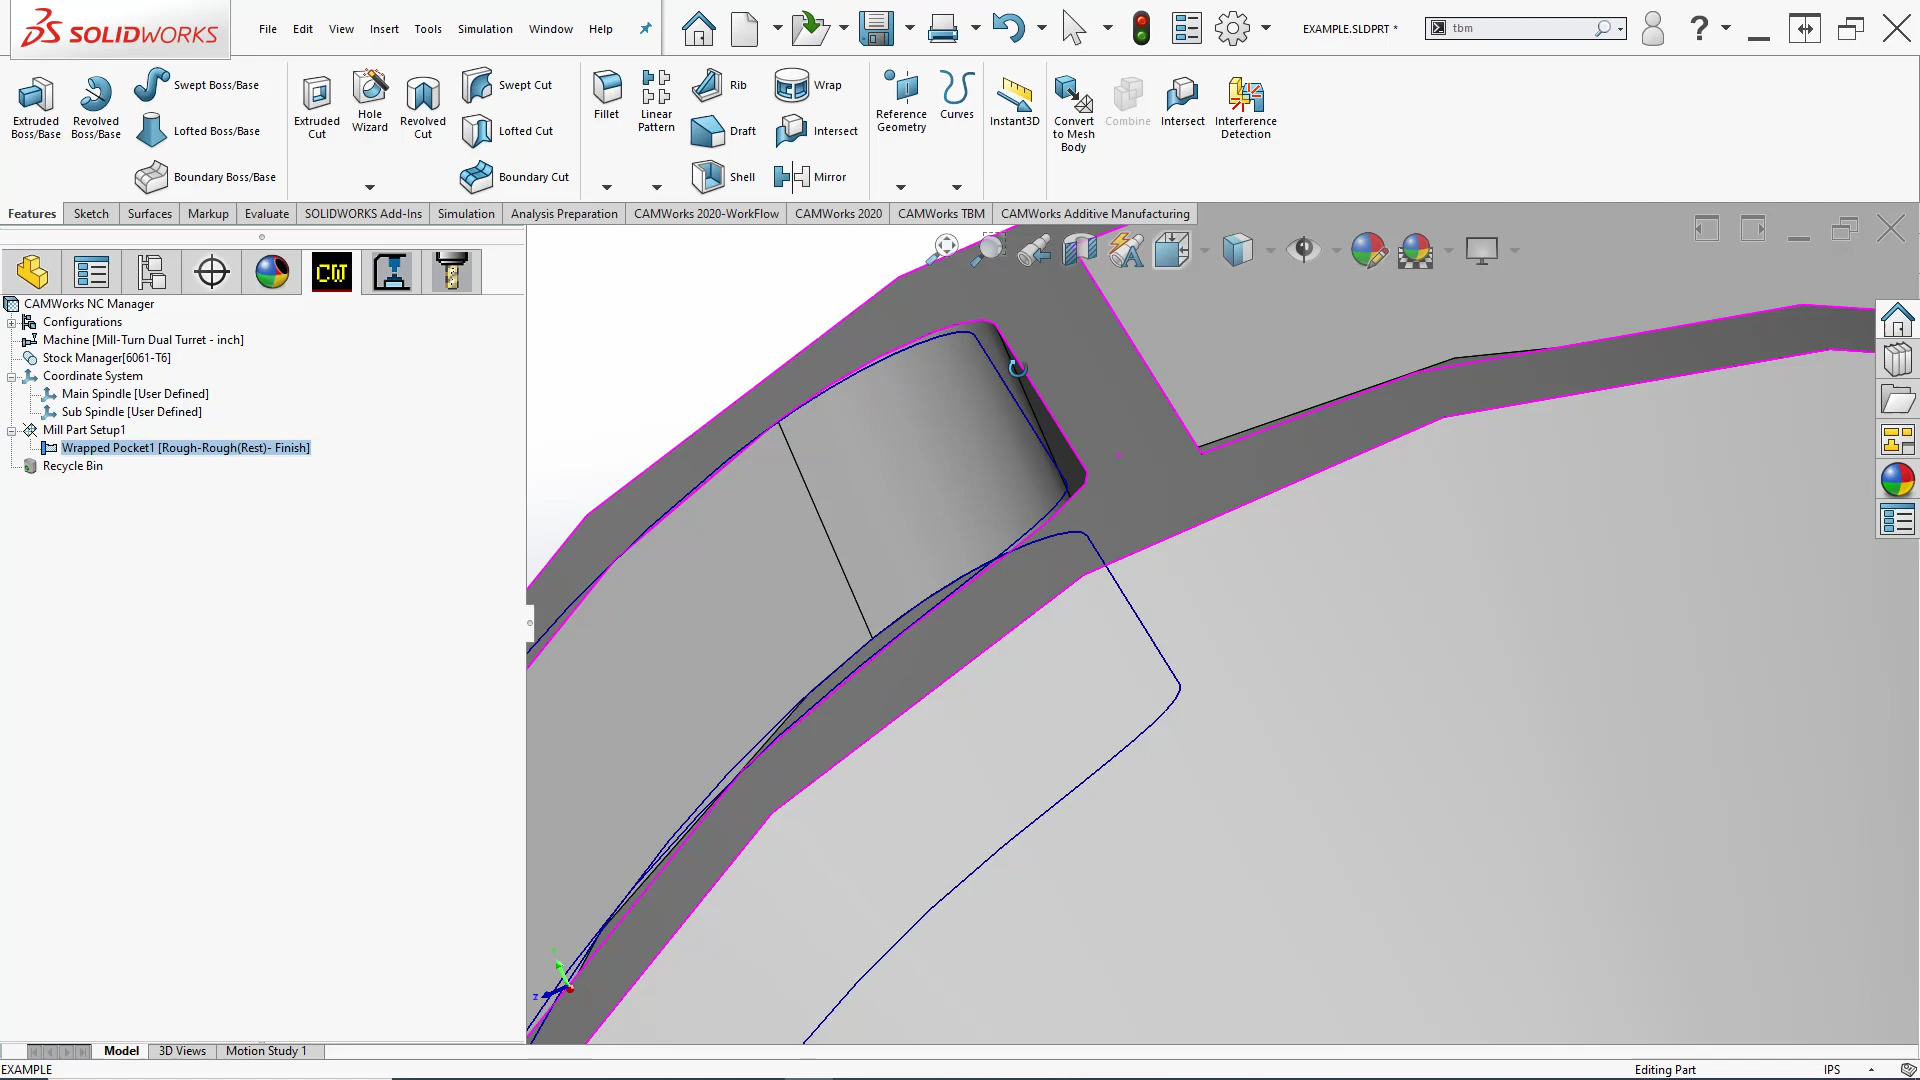 SOLIDWORKS
File Edit View Insert Tools Simulation Window Help
EXAMPLE.SLDPRT *
tbm
Extruded Boss/Base
Revolved Boss/Base
Swept Boss/Base
Lofted Boss/Base
Boundary Boss/Base
Extruded Cut
Hole Wizard
Revolved Cut
Swept Cut
Lofted Cut
Boundary Cut
Fillet
Linear Pattern
Rib
Draft
Shell
Wrap
Intersect
Mirror
Reference Geometry
Curves
Instant3D
Convert to Mesh Body
Combine
Intersect
Interference Detection
Features Sketch Surfaces Markup Evaluate SOLIDWORKS Add-Ins Simulation Analysis Preparation CAMWorks 2020-WorkFlow CAMWorks 2020 CAMWorks TBM CAMWorks Additive Manufacturing
CW
CAMWorks NC Manager
Configurations
Machine [Mill-Turn Dual Turret - inch]
Stock Manager[6061-T6]
Coordinate System
Main Spindle [User Defined]
Sub Spindle [User Defined]
Mill Part Setup1
Wrapped Pocket1 [Rough-Rough(Rest)- Finish]
Recycle Bin
Z
Model 3D Views Motion Study 1
EXAMPLE
Editing Part
IPS